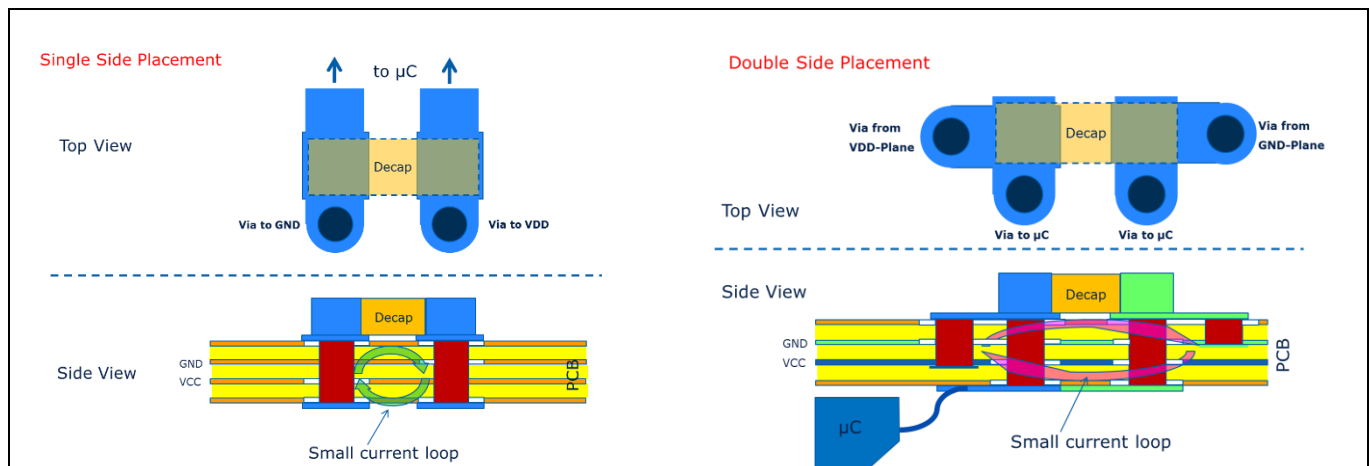 Single Side Placement
to µC
Top View
Decap
Via to GND
Via to VDD
Decap
GND
VCC
Side View
PCB
Small current loop
Double Side Placement
Via from
VDD-Plane
Decap
Via from
GND-Plane
Top View
Via to µC
Via to µC
Side View
Decap
GND
VCC
PCB
µC
Small current loop